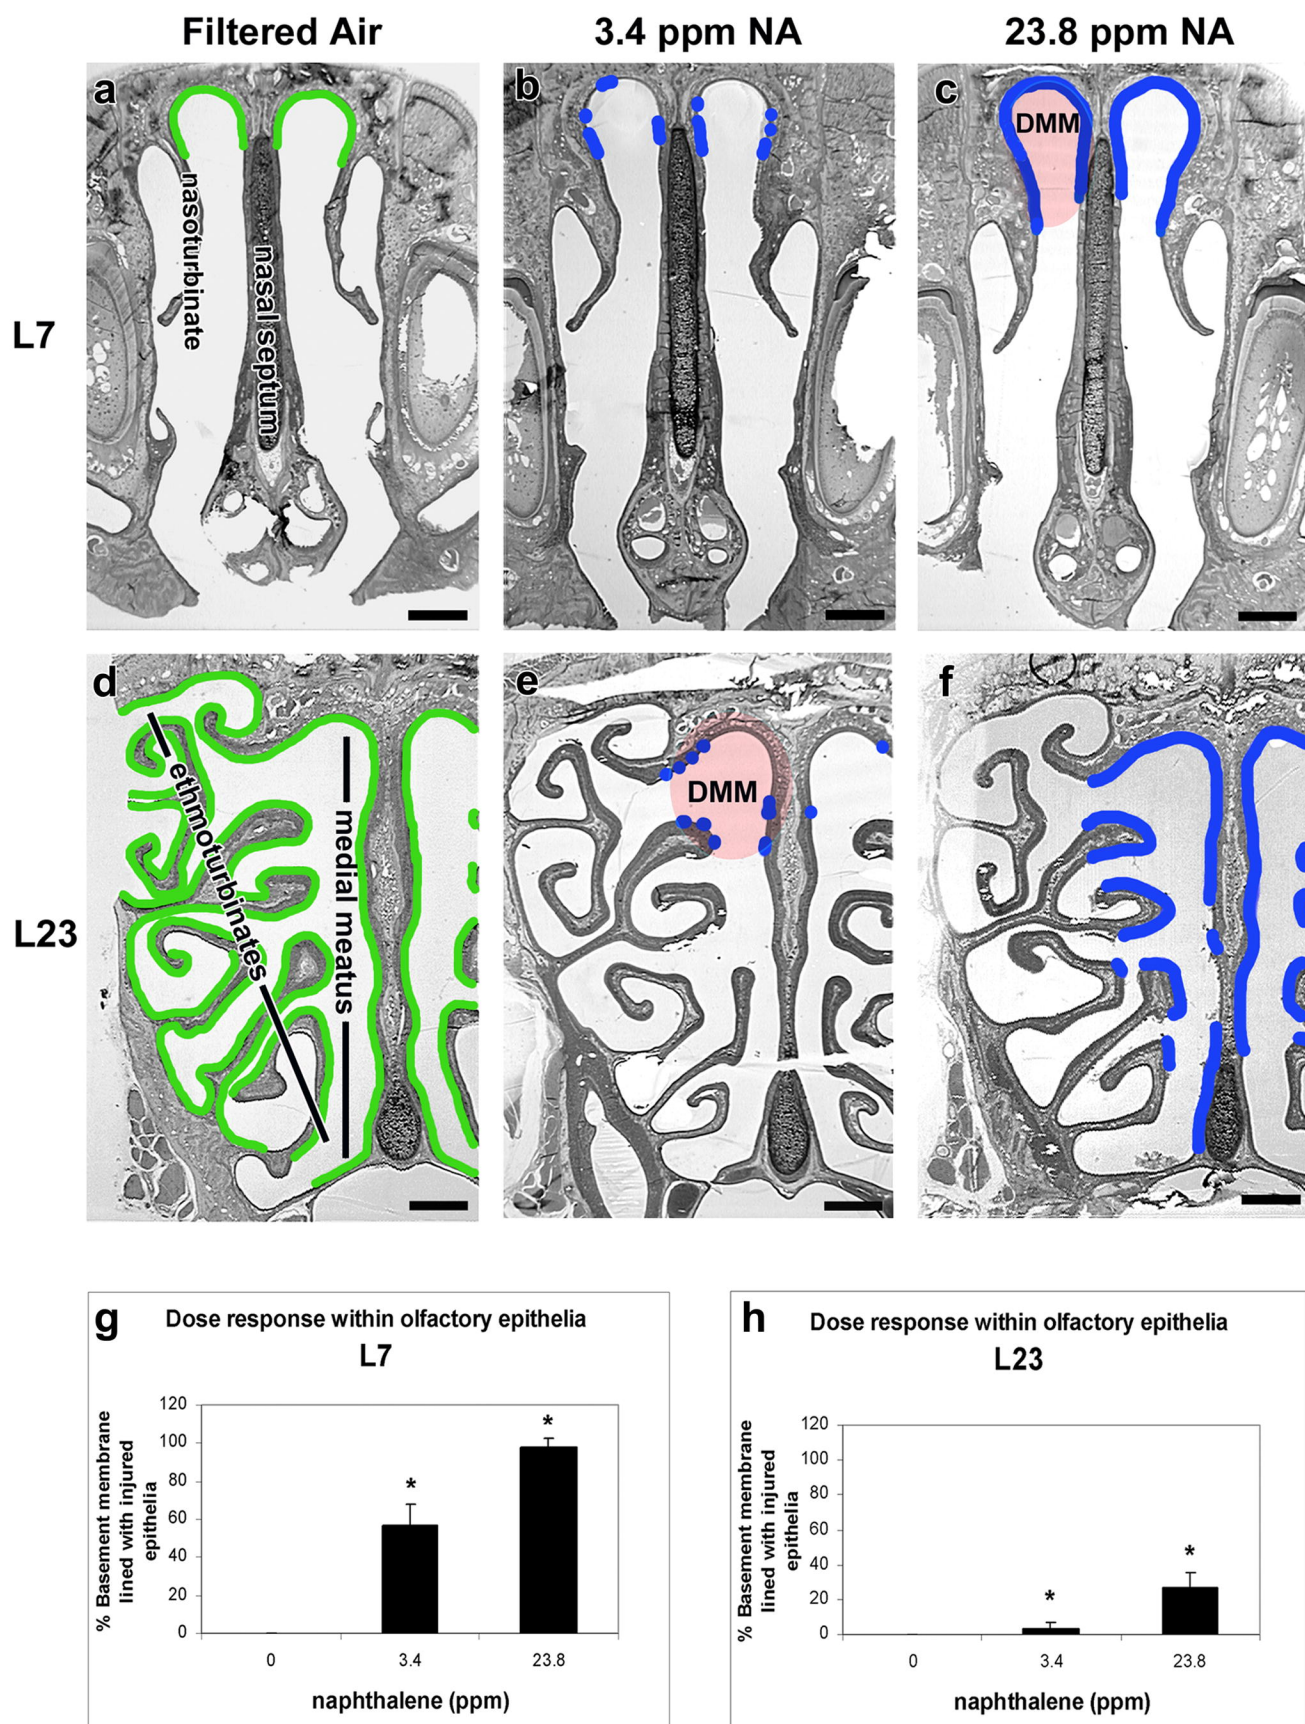 Filtered Air 3.4 ppm NA 23.8 ppm NA
L7
a
nasoturbinate
nasal septum
b
c
DMM
L23
d
ethmoturbinates
medial meatus
e
DMM
f
g
Dose response within olfactory epithelia
L7
% Basement membrane
lined with injured
epithelia
120
100
80
60
40
20
0
*
*
0 3.4 23.8
naphthalene (ppm)
h
Dose response within olfactory epithelia
L23
% Basement membrane
lined with injured
epithelia
120
100
80
60
40
20
0
*
*
0 3.4 23.8
naphthalene (ppm)